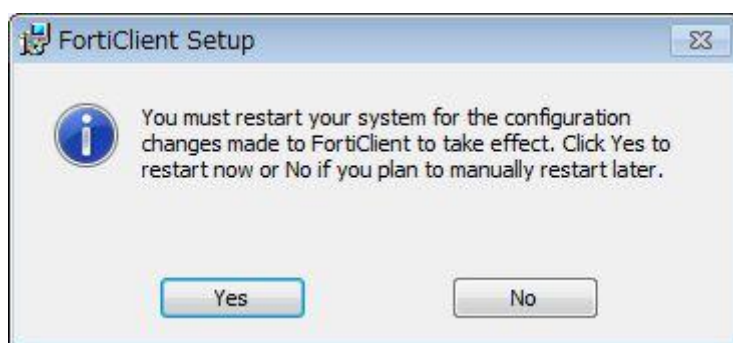 FortiClient Setup
You must restart your system for the configuration
changes made to FortiClient to take effect. Click Yes to
restart now or No if you plan to manually restart later.
Yes
No